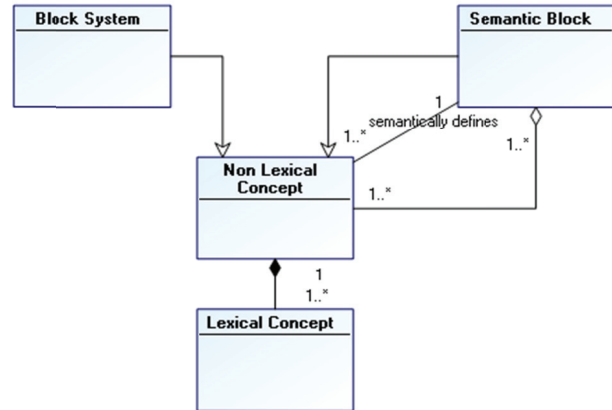 Block System
Semantic Block
1
semantically defines
1..*
1..*
Non Lexical
Concept
1..*
1
1..*
Lexical Concept